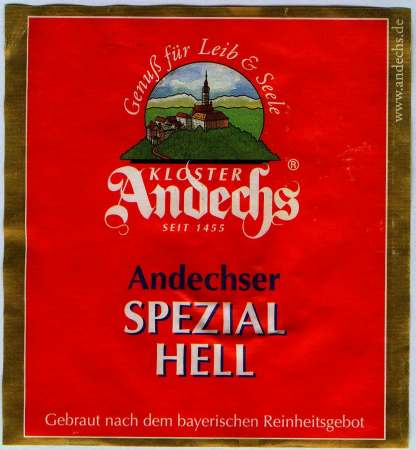 Genuß für Leib & Seele
KLOSTER
Andechs ®
SEIT 1455
Andechser
SPEZIAL
HELL
Gebraut nach dem bayerischen Reinheitsgebot
www.andechs.de